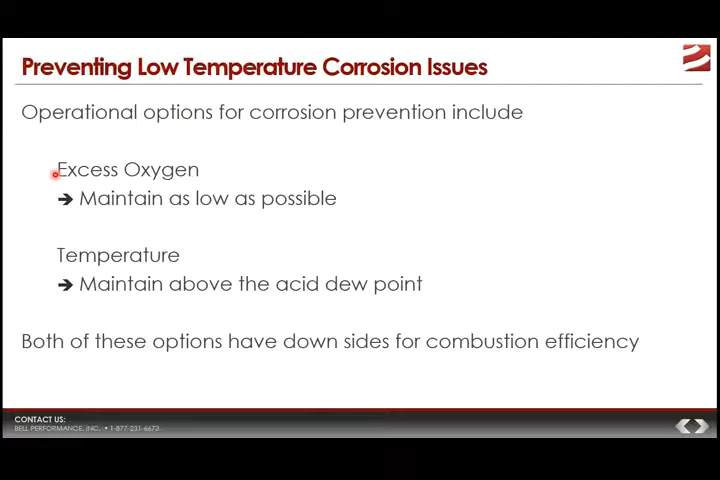 Preventing Low Temperature Corrosion Issues
Operational options for corrosion prevention include
Excess Oxygen
➔ Maintain as low as possible
Temperature
➔ Maintain above the acid dew point
Both of these options have down sides for combustion efficiency
CONTACT US:
BELL PERFORMANCE, INC. • 1-877-231-6673